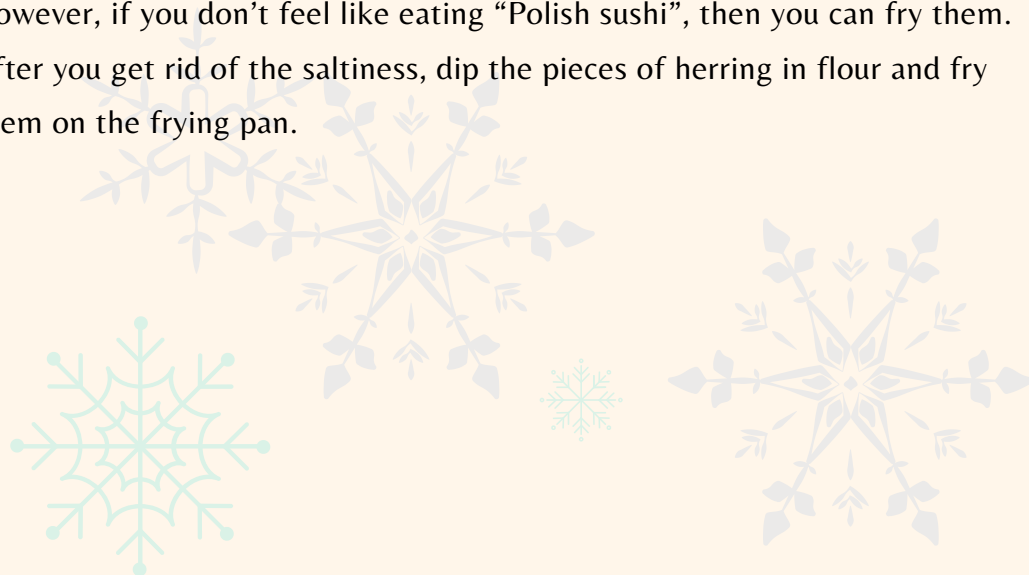 owever, if you don’t feel like eating “Polish sushi”, then you can fry them.
fter you get rid of the saltiness, dip the pieces of herring in flour and fry
em on the frying pan.